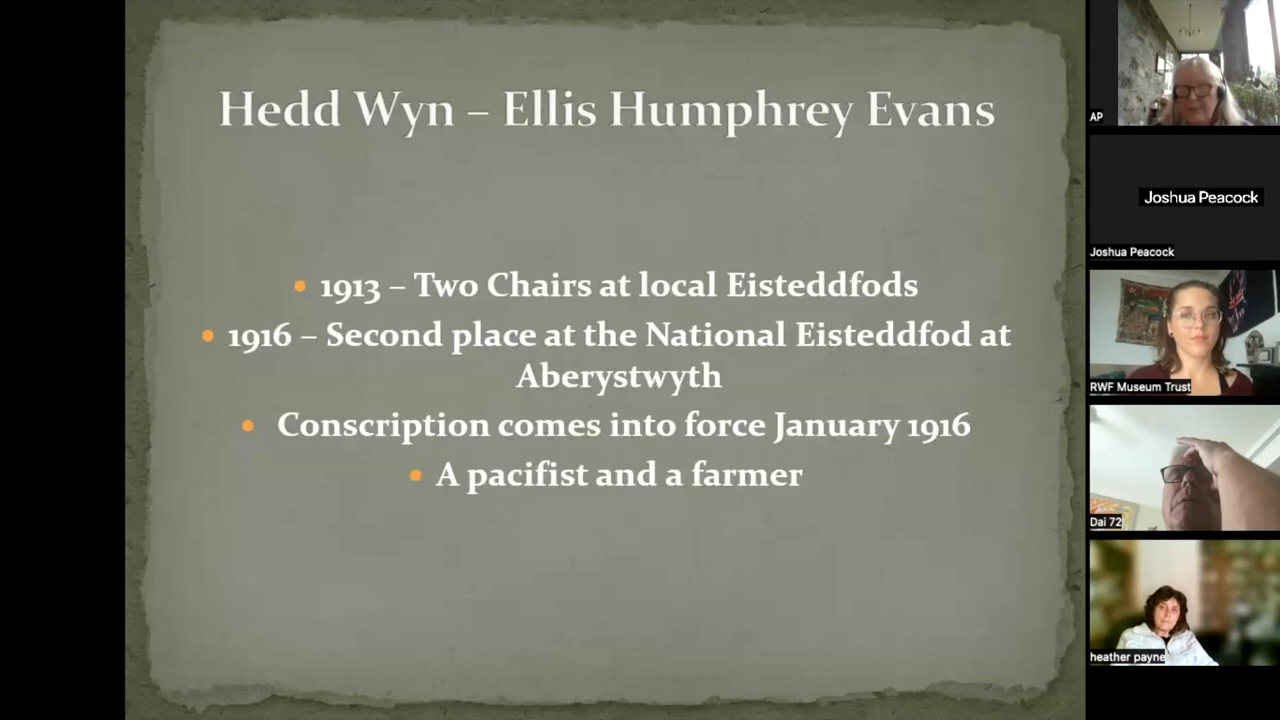 Hedd Wyn – Ellis Humphrey Evans
• 1913 – Two Chairs at local Eisteddfods
• 1916 – Second place at the National Eisteddfod at
Aberystwyth
• Conscription comes into force January 1916
• A pacifist and a farmer
AP
Joshua Peacock
Joshua Peacock
RWF Museum Trust
Dai 72
heather payne